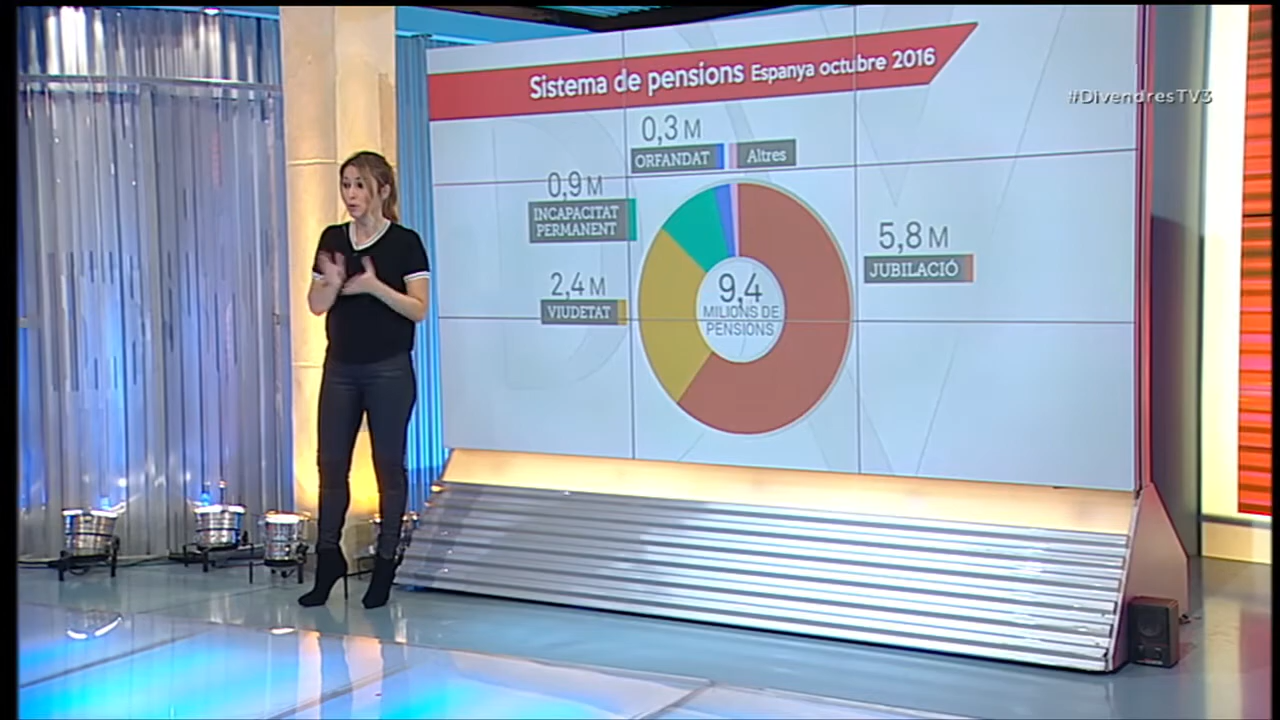 Sistema de pensions Espanya octubre 2016
#DivendresTV3
0,3 M
ORFANDAT
Altres
0,9 M
INCAPACITAT
PERMANENT
5,8 M
JUBILACIÓ
2,4 M
VIUDETAT
9,4
MILIONS DE
PENSIONS